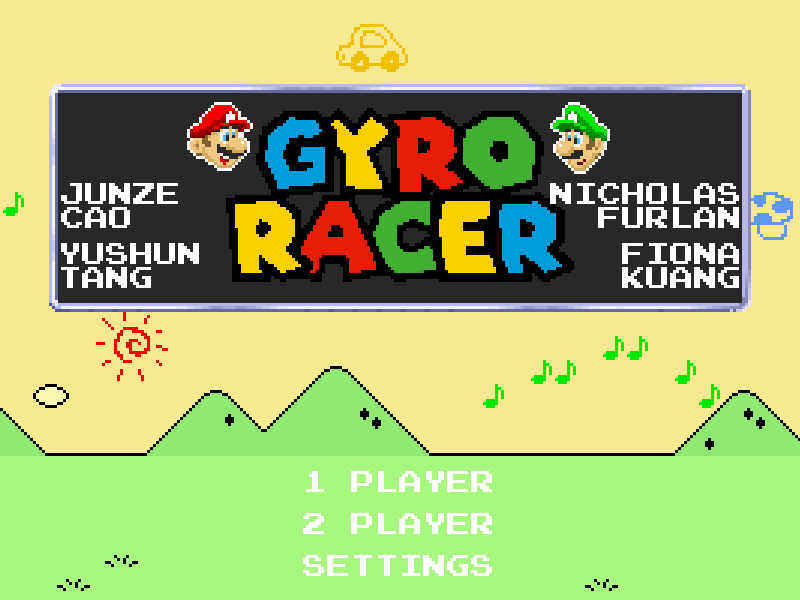 GYRO
RACER
JUNZE
CAO
YUSHUN
TANG
NICHOLAS
FURLAN
FIONA
KUANG
1 PLAYER
2 PLAYER
SETTINGS